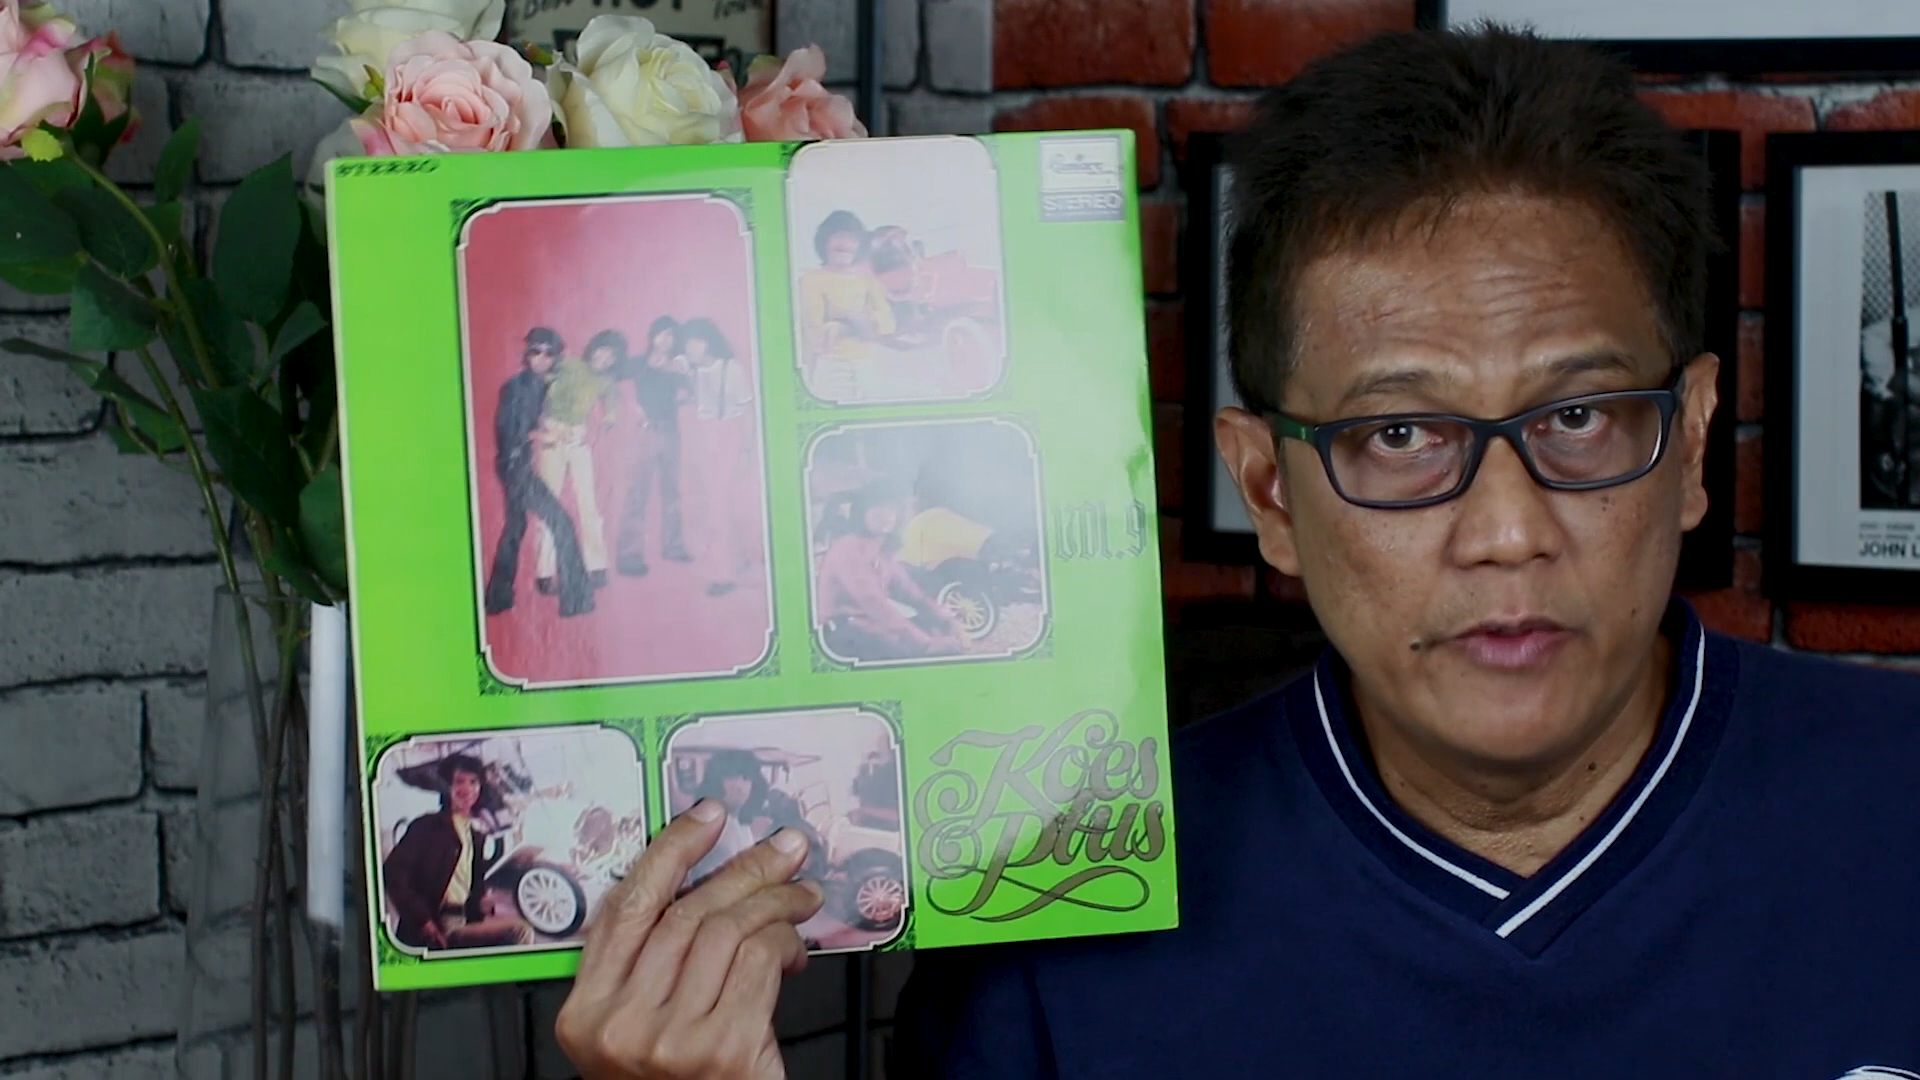 STEREO
STEREO
VOL.9
Koes
Plus
JOHN L